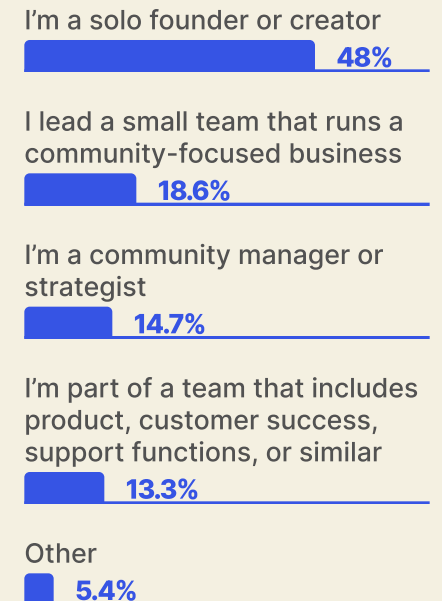 I’m a solo founder or creator
48%
I lead a small team that runs a
community-focused business
18.6%
I’m a community manager or
strategist
14.7%
I’m part of a team that includes
product, customer success,
support functions, or similar
13.3%
Other
5.4%